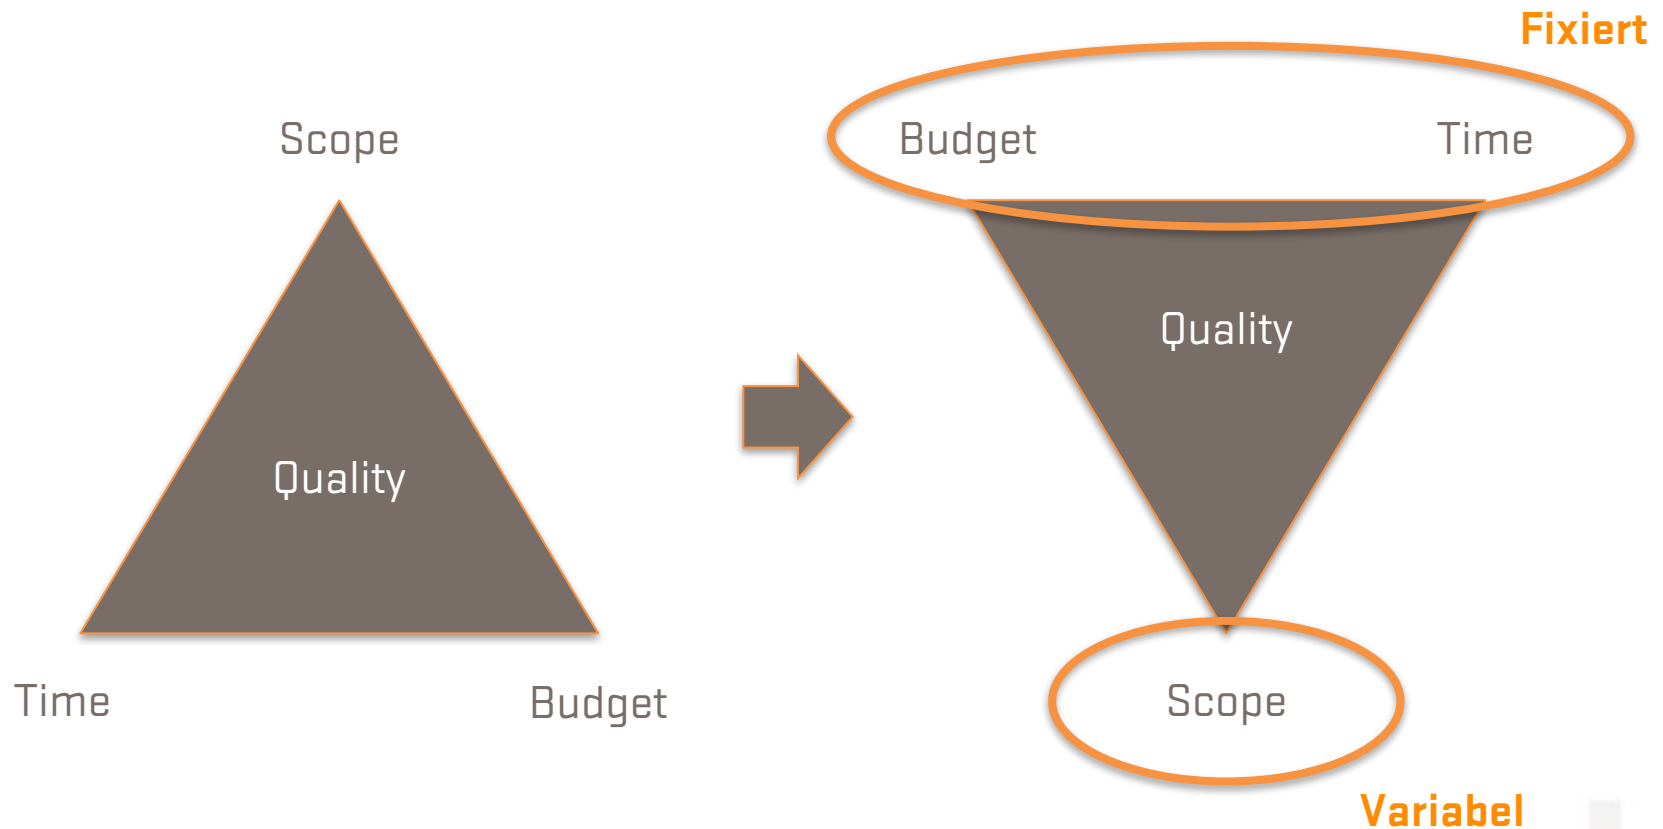 Scope
Quality
Time
Budget
Fixiert
Budget
Time
Quality
Scope
Variabel